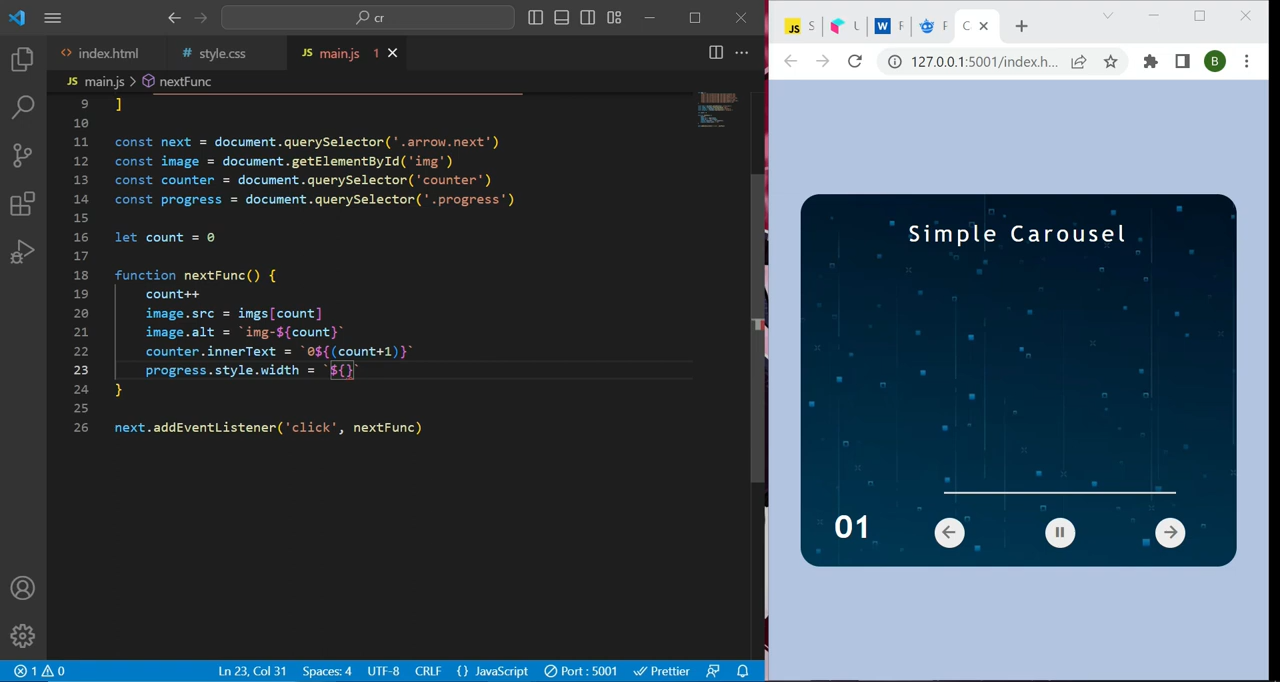 cr
index.html
style.css
JS main.js 1
JS main.js > nextFunc
9 ]
10
11 const next = document.querySelector('.arrow.next')
12 const image = document.getElementById('img')
13 const counter = document.querySelector('counter')
14 const progress = document.querySelector('.progress')
15
16 let count = 0
17
18 function nextFunc() {
19 count++
20 image.src = imgs[count]
21 image.alt = `img-${count}`
22 counter.innerText = `0${(count+1)}`
23 progress.style.width = `${}`
24 }
25
26 next.addEventListener('click', nextFunc)
1 0 Ln 23, Col 31 Spaces: 4 UTF-8 CRLF {} JavaScript Port : 5001 Prettier
JS S W F F C
127.0.0.1:5001/index.h...
B
Simple Carousel
01